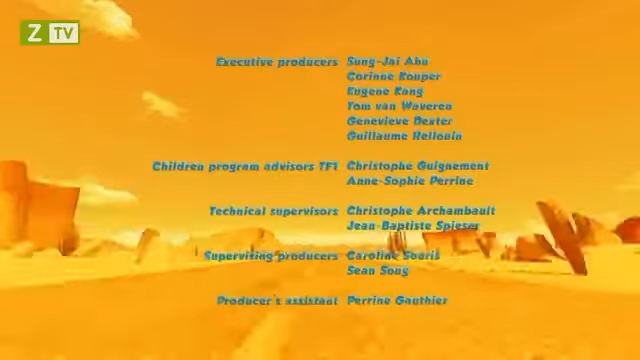 Z TV
Executive producers Sung-Jai Ahu
Corinne Kouper
Eugene Kang
Tom van Waveren
Genevieve Dexter
Guillaume Hellouin
Children program advisors TF1 Christophe Guignement
Anne-Sophie Perrine
Technical supervisors Christophe Archambault
Jean-Baptiste Spieser
Supervising producers Caroline Souris
Sean Song
Producer's assistant Perrine Gauthier